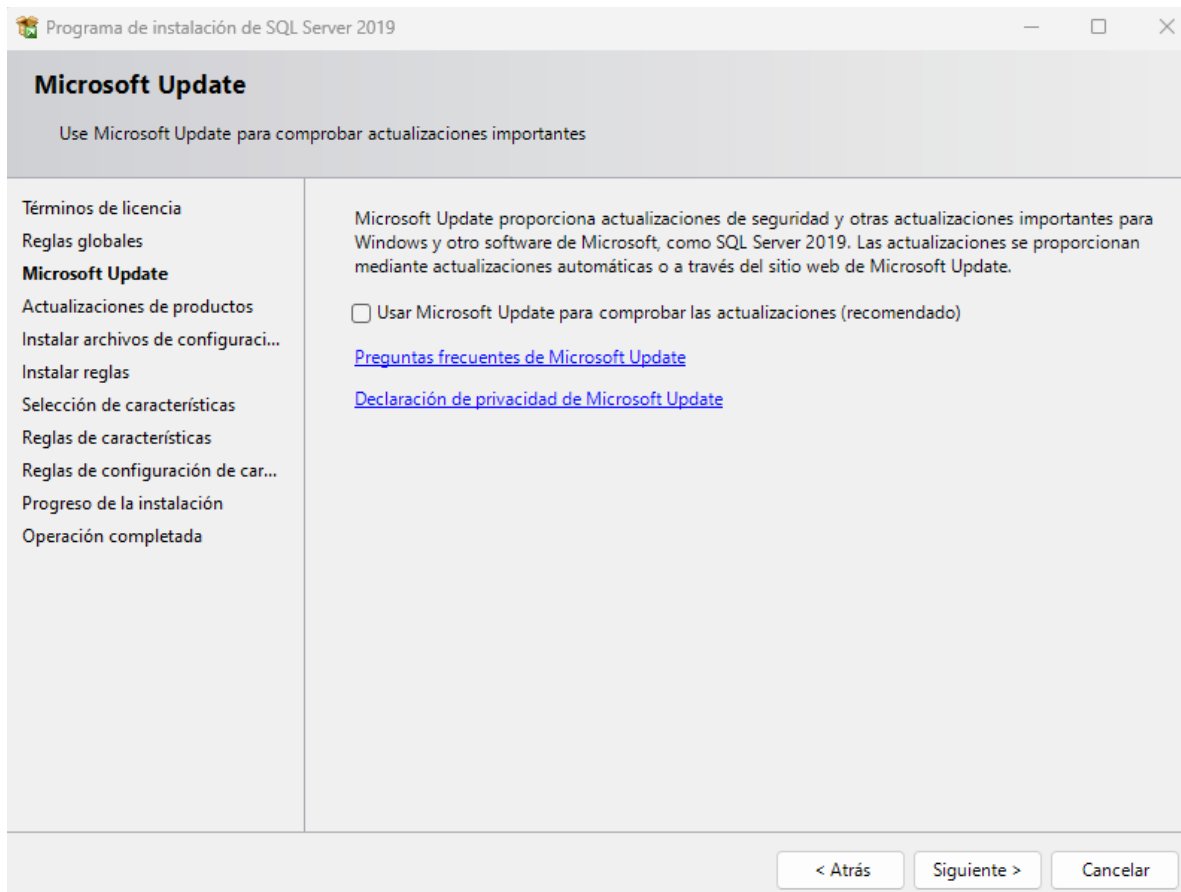 Programa de instalación de SQL Server 2019
Microsoft Update
Use Microsoft Update para comprobar actualizaciones importantes
Términos de licencia
Reglas globales
Microsoft Update
Actualizaciones de productos
Instalar archivos de configuraci...
Instalar reglas
Selección de características
Reglas de características
Reglas de configuración de car...
Progreso de la instalación
Operación completada
Microsoft Update proporciona actualizaciones de seguridad y otras actualizaciones importantes para
Windows y otro software de Microsoft, como SQL Server 2019. Las actualizaciones se proporcionan
mediante actualizaciones automáticas o a través del sitio web de Microsoft Update.
Usar Microsoft Update para comprobar las actualizaciones (recomendado)
Preguntas frecuentes de Microsoft Update
Declaración de privacidad de Microsoft Update
< Atrás
Siguiente >
Cancelar